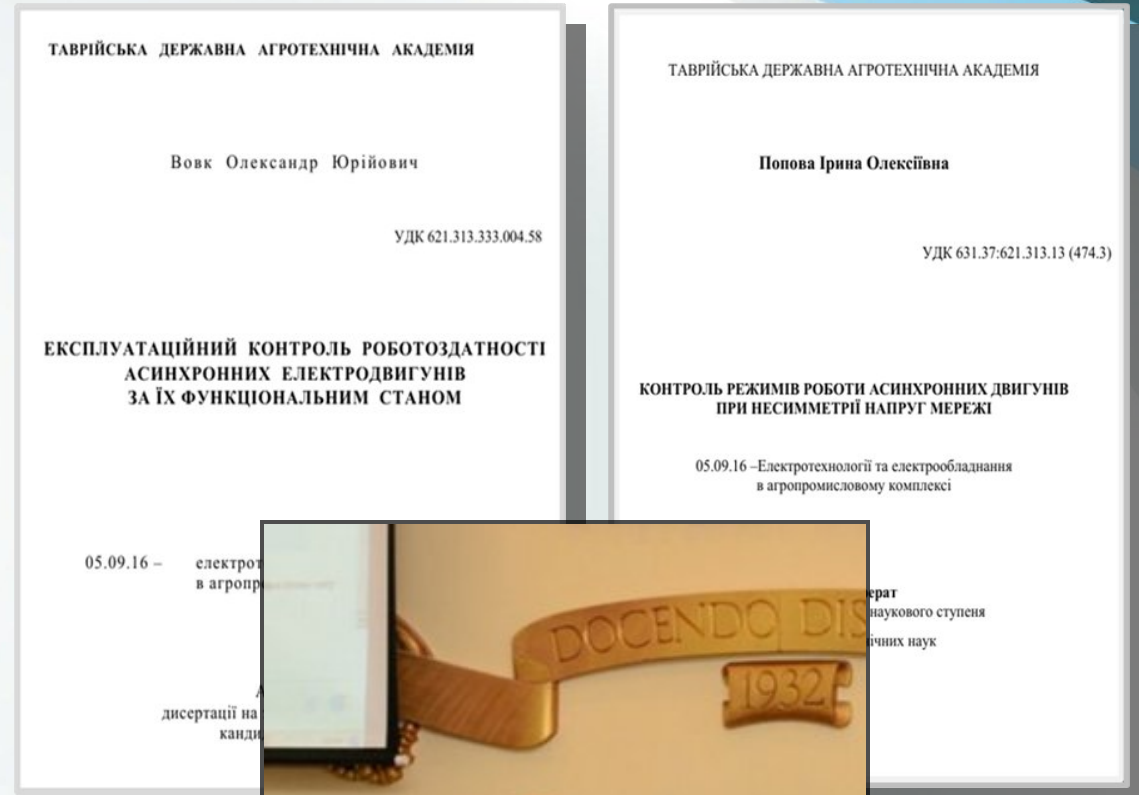 ТАВРІЙСЬКА ДЕРЖАВНА АГРОТЕХНІЧНА АКАДЕМІЯ
Вовк Олександр Юрійович
УДК 621.313.333.004.58
ЕКСПЛУАТАЦІЙНИЙ КОНТРОЛЬ РОБОТОЗДАТНОСТІ
АСИНХРОННИХ ЕЛЕКТРОДВИГУНІВ
ЗА ЇХ ФУНКЦІОНАЛЬНИМ СТАНОМ
05.09.16 –
в
дисертації на
ТАВРІЙСЬКА ДЕРЖАВНА АГРОТЕХНІЧНА АКАДЕМІЯ
Попова Ірина Олексіївна
УДК 631.37:621.313.13 (474.3)
КОНТРОЛЬ РЕЖИМІВ РОБОТИ АСИНХРОННИХ ДВИГУНІВ
ПРИ НЕСИММЕТРІЇ НАПРУГ МЕРЕЖІ
05.09.16 –Електротехнології та електрообладнання
в агропромисловому комплексі
наукового ступеня
наук
DOCENDO DIS
1932